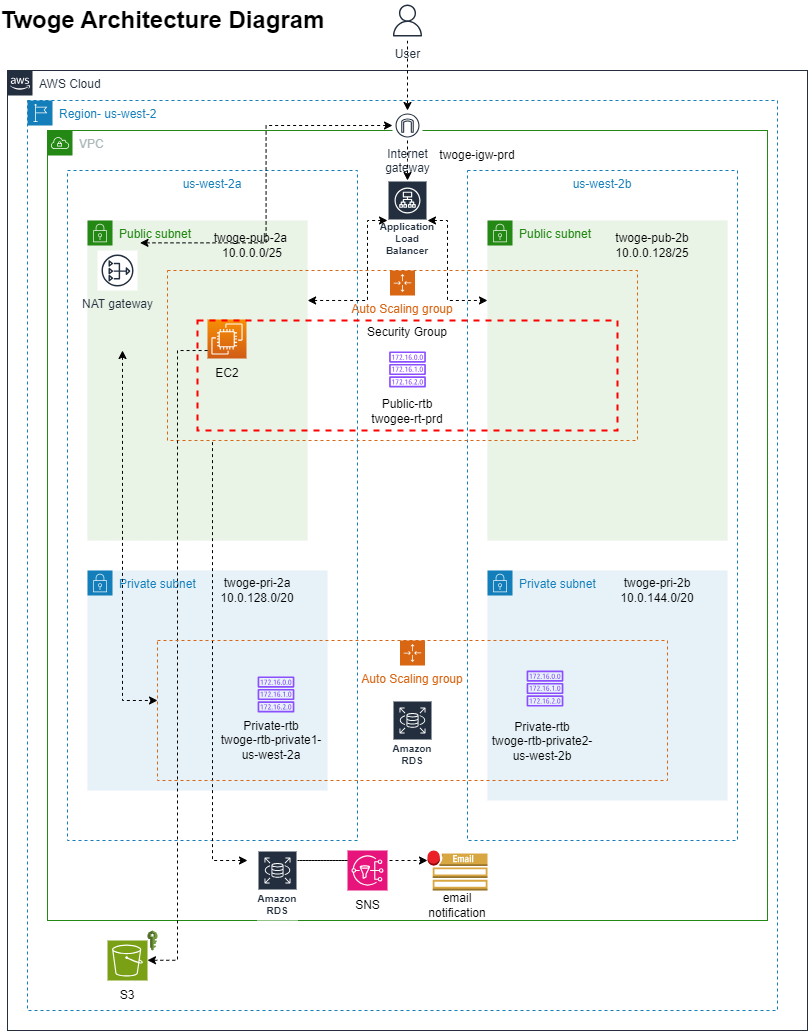 Twoge Architecture Diagram
User
aws
AWS Cloud
Region- us-west-2
VPC
Internet
gateway
twoge-igw-prd
us-west-2a
us-west-2b
Application
Load
Balancer
Public subnet
twoge-pub-2a
10.0.0.0/25
Public subnet
twoge-pub-2b
10.0.0.128/25
NAT gateway
Auto Scaling group
Security Group
EC2
172.16.0.0
172.16.1.0
172.16.2.0
Public-rtb
twogee-rt-prd
Private subnet
twoge-pri-2a
10.0.128.0/20
Private subnet
twoge-pri-2b
10.0.144.0/20
Auto Scaling group
172.16.0.0
172.16.1.0
172.16.2.0
Private-rtb
twoge-rtb-private1-
us-west-2a
Amazon
RDS
172.16.0.0
172.16.1.0
172.16.2.0
Private-rtb
twoge-rtb-private2-
us-west-2b
Amazon
RDS
SNS
Email
email
notification
S3